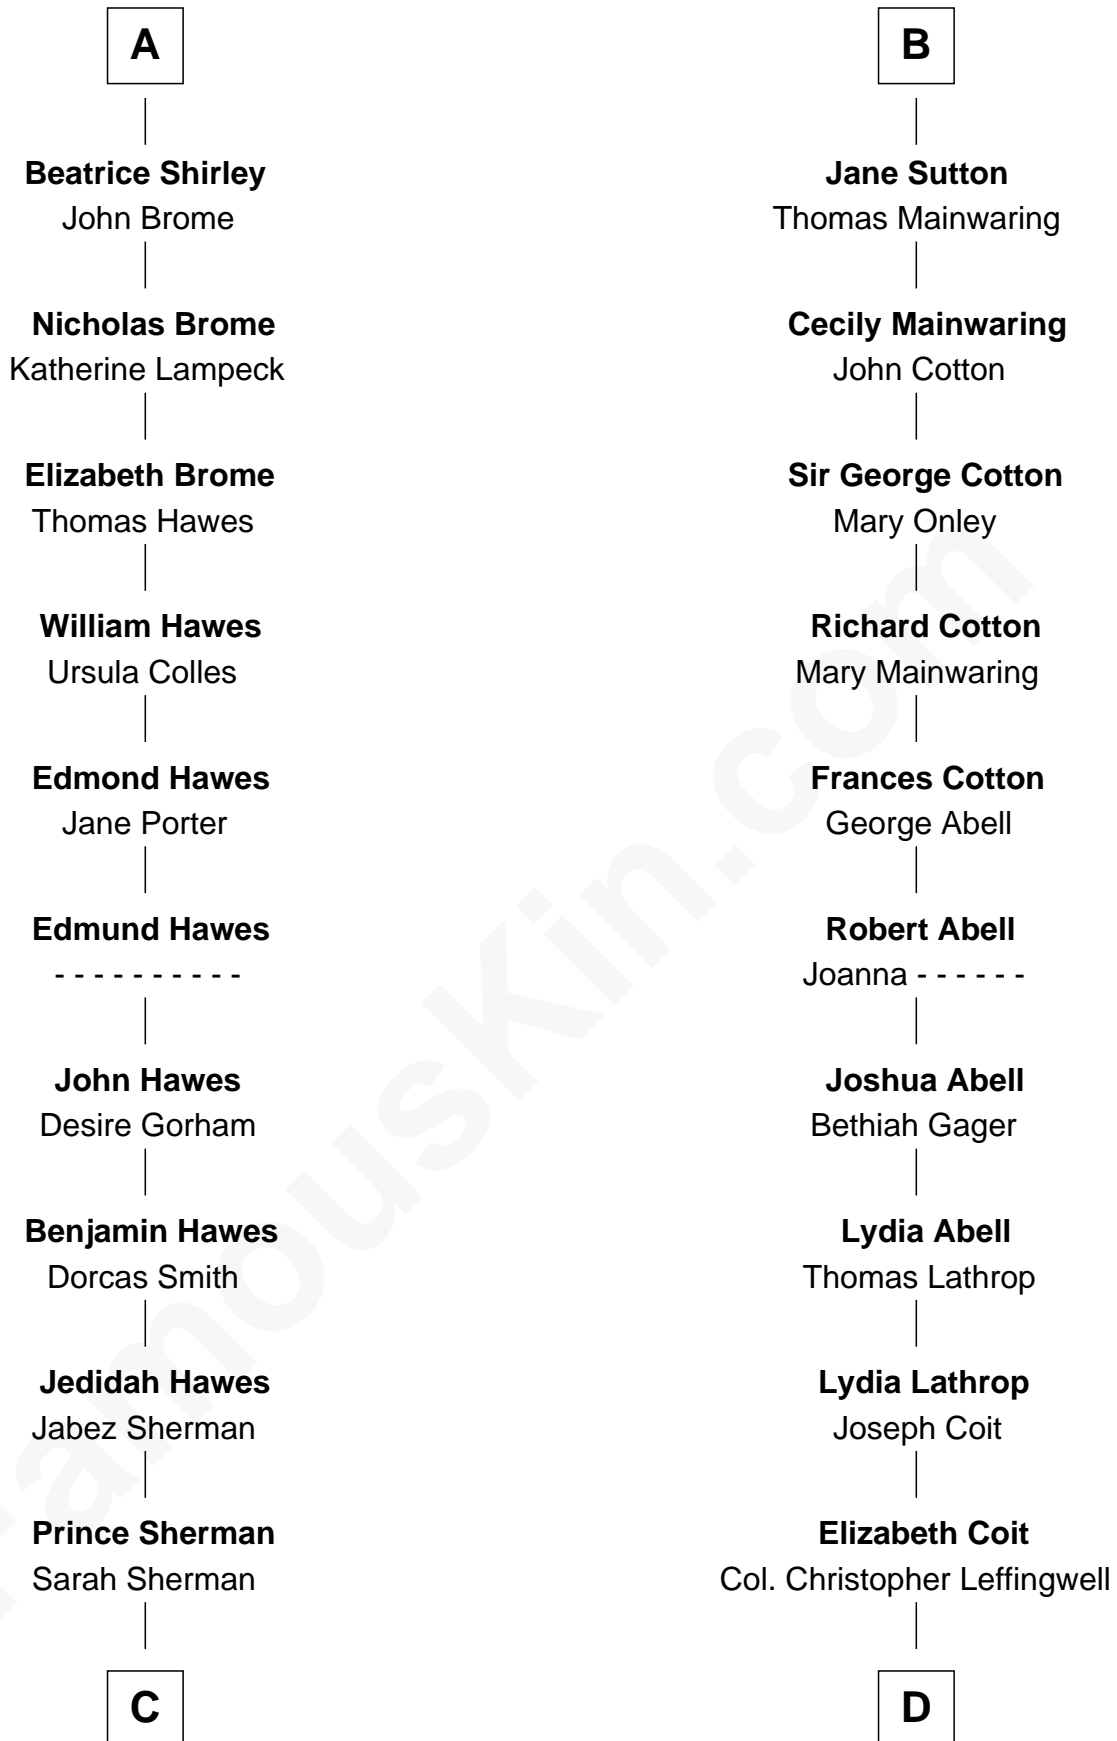 A
Beatrice Shirley
John Brome
Nicholas Brome
Katherine Lampeck
Elizabeth Brome
Thomas Hawes
William Hawes
Ursula Colles
Edmond Hawes
Jane Porter
Edmund Hawes
- - - - - - - - - -
John Hawes
Desire Gorham
Benjamin Hawes
Dorcas Smith
Jedidah Hawes
Jabez Sherman
Prince Sherman
Sarah Sherman
C
B
Jane Sutton
Thomas Mainwaring
Cecily Mainwaring
John Cotton
Sir George Cotton
Mary Onley
Richard Cotton
Mary Mainwaring
Frances Cotton
George Abell
Robert Abell
Joanna - - - - - -
Joshua Abell
Bethiah Gager
Lydia Abell
Thomas Lathrop
Lydia Lathrop
Joseph Coit
Elizabeth Coit
Col. Christopher Leffingwell
D
FamousKin.com